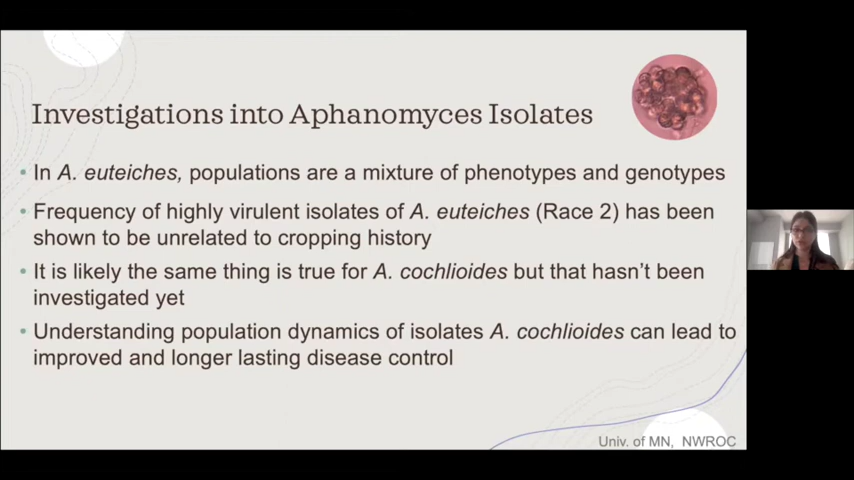 Investigations into Aphanomyces Isolates
• In A. euteiches, populations are a mixture of phenotypes and genotypes
• Frequency of highly virulent isolates of A. euteiches (Race 2) has been
shown to be unrelated to cropping history
• It is likely the same thing is true for A. cochlioides but that hasn't been
investigated yet
• Understanding population dynamics of isolates A. cochlioides can lead to
improved and longer lasting disease control
Univ. of MN, NWROC